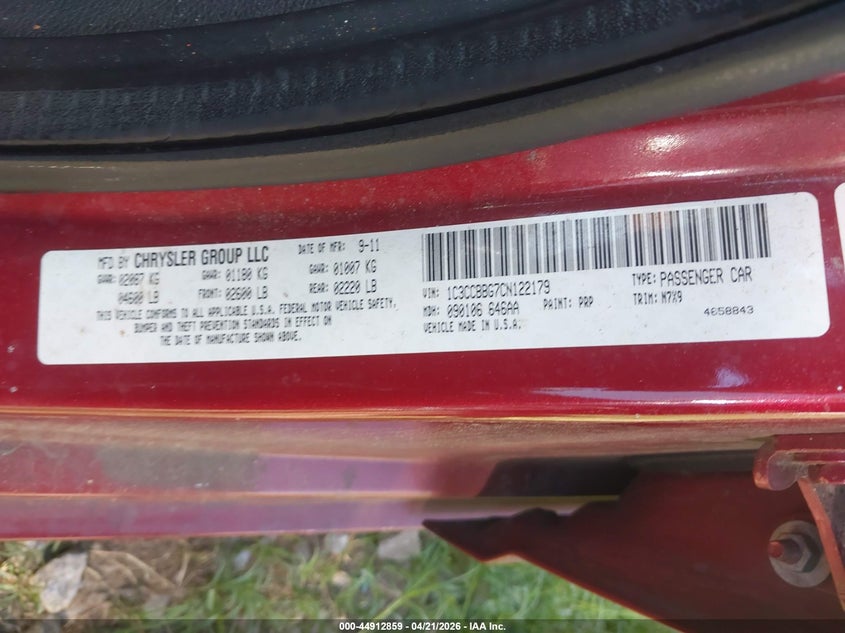 MFD BY CHRYSLER GROUP LLC DATE OF MFR: 9-11
GVWR: 02087 KG GAWR: 01180 KG GAWR: 01007 KG
04600 LB FRONT: 02600 LB REAR: 02220 LB
THIS VEHICLE CONFORMS TO ALL APPLICABLE U.S.A. FEDERAL MOTOR VEHICLE SAFETY,
BUMPER AND THEFT PREVENTION STANDARDS IN EFFECT ON
THE DATE OF MANUFACTURE SHOWN ABOVE.
VIN: 1C3CCBBG7CN122179 TYPE: PASSENGER CAR
MDH: 090106 646AA PAINT: PRP TRIM: M7X9
VEHICLE MADE IN U.S.A. 4658843
000-44912859 - 04/21/2026 - IAA Inc.